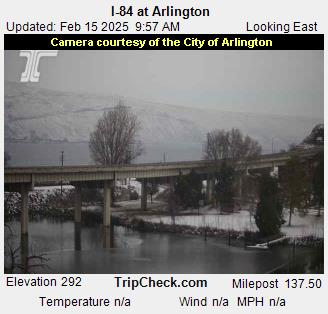 I-84 at Arlington
Updated: Feb 15 2025 9:57 AM Looking East
Camera courtesy of the City of Arlington
Elevation 292 TripCheck.com Milepost 137.50
Temperature n/a Wind n/a MPH n/a